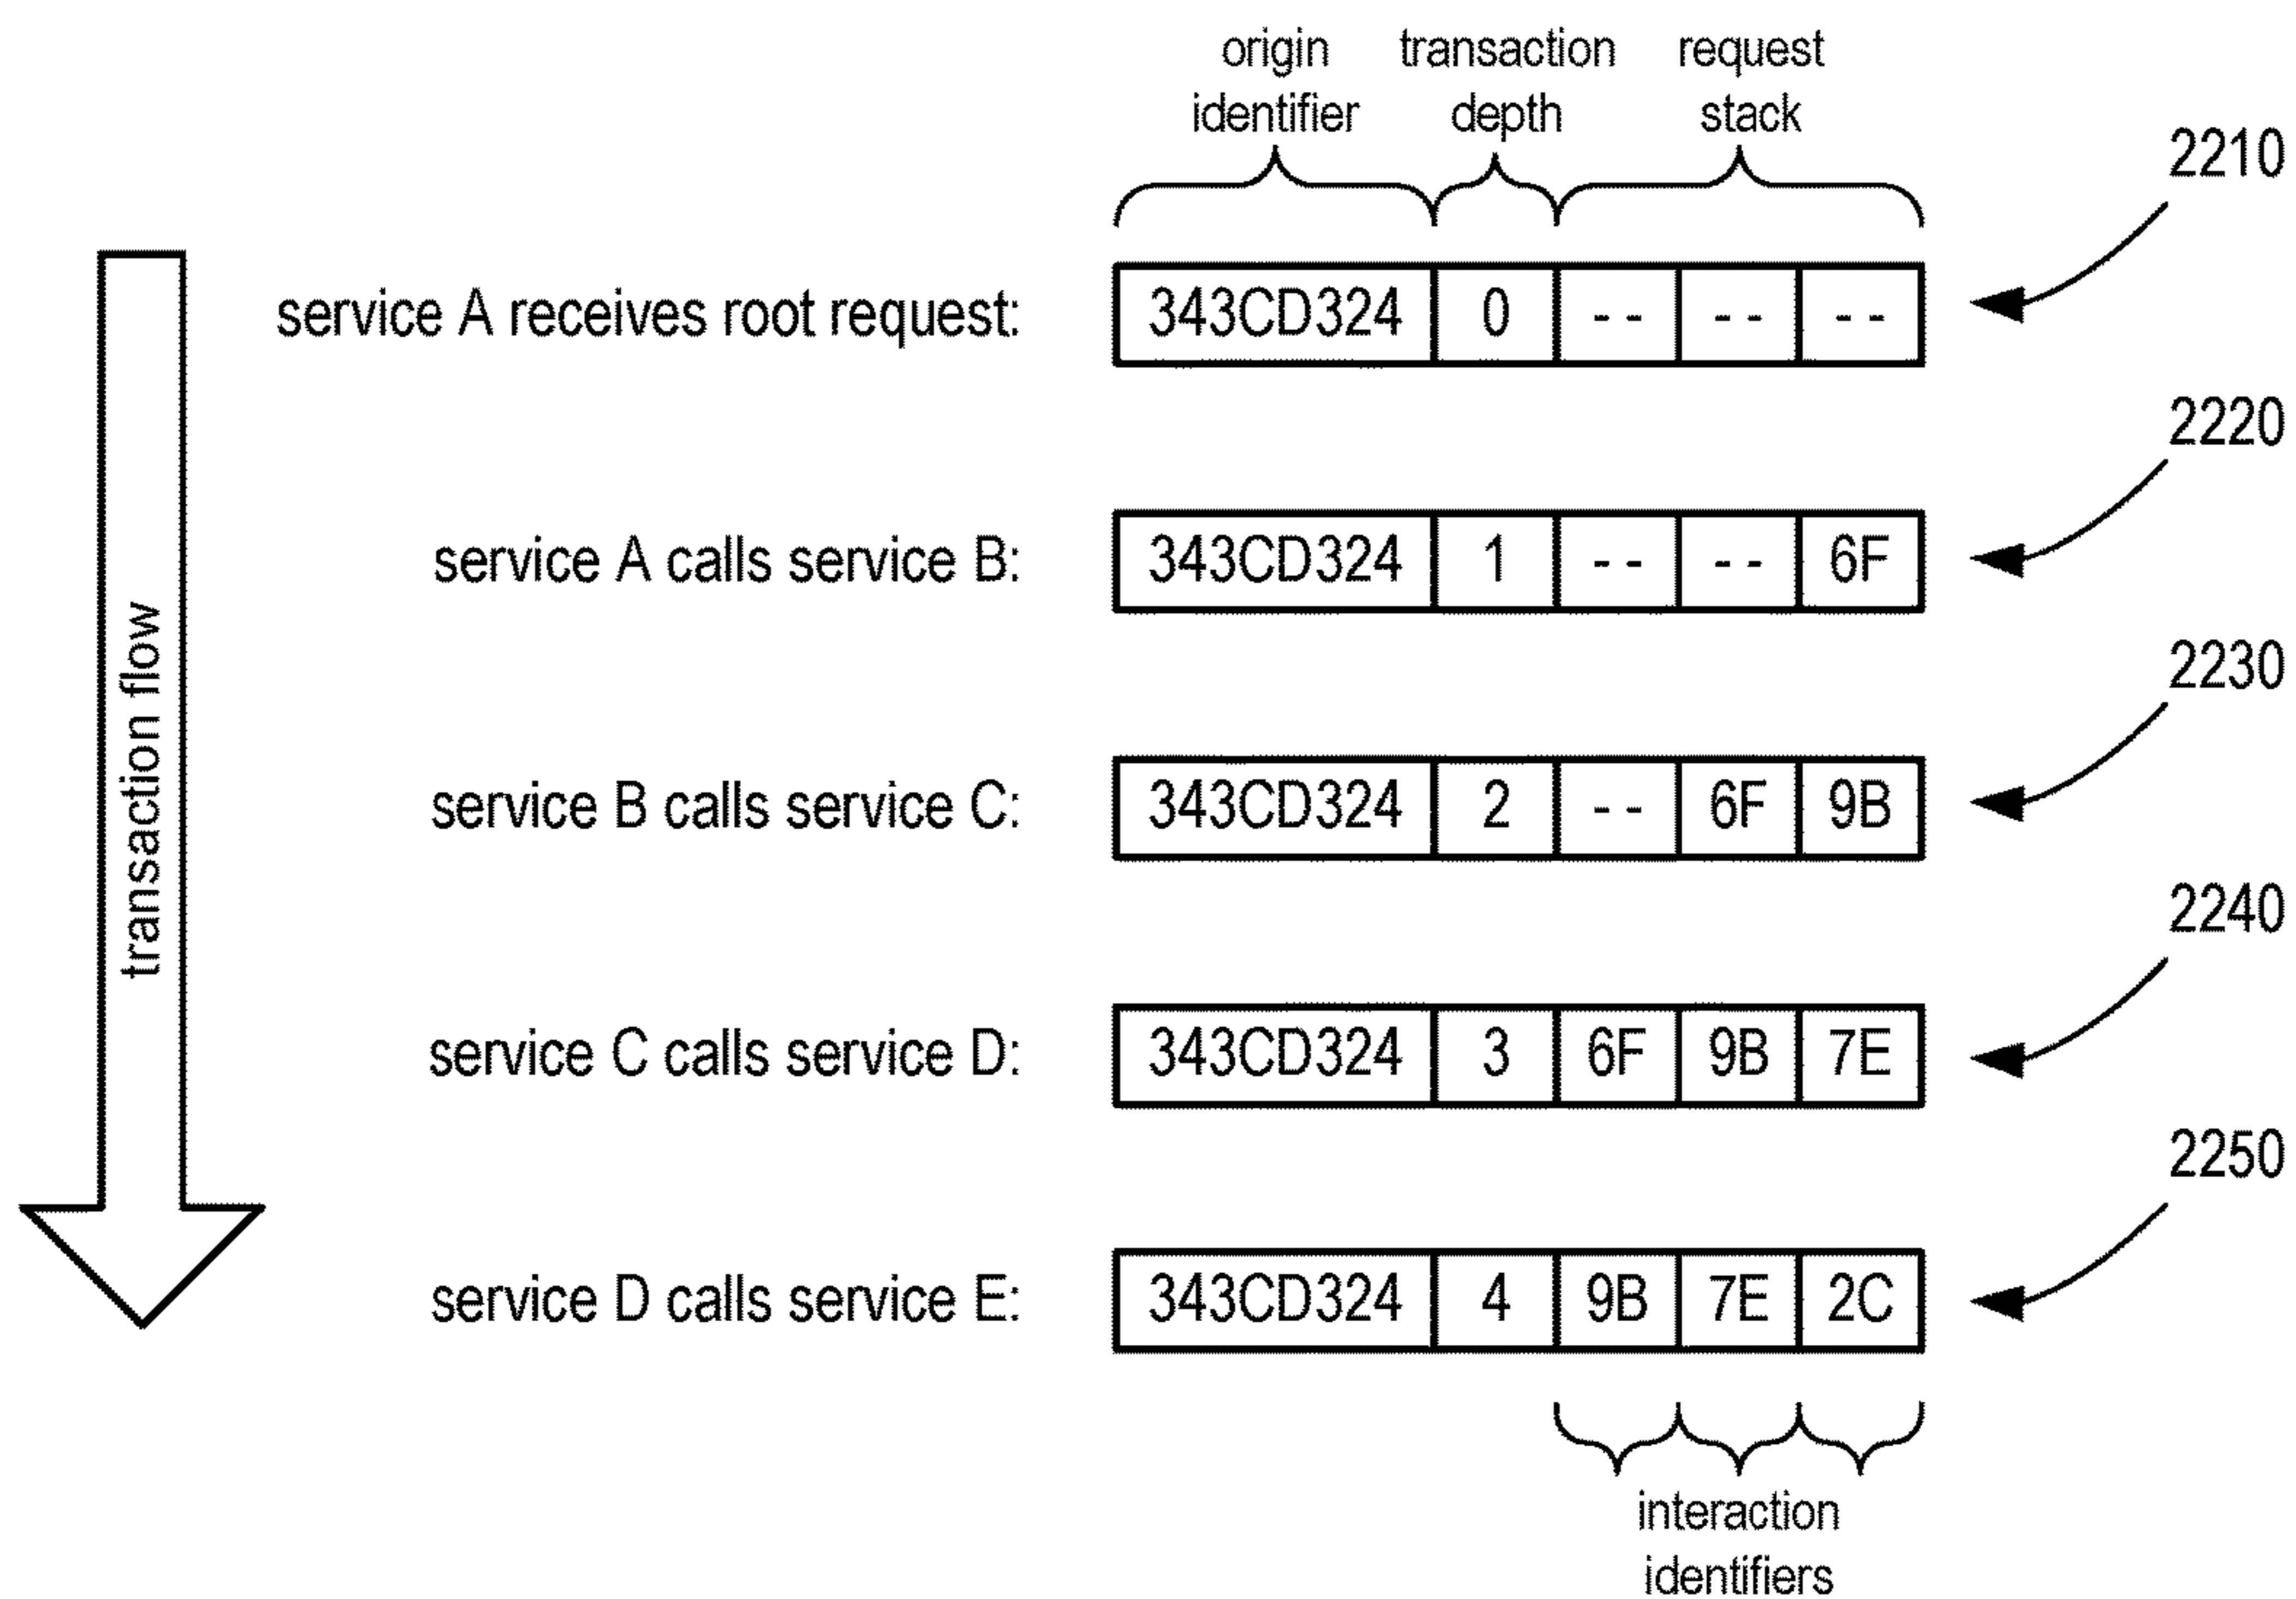 origin transaction request
identifier depth stack
2210
service A receives root request: 343CD324 0 -- -- --
2220
service A calls service B: 343CD324 1 -- -- 6F
2230
service B calls service C: 343CD324 2 -- 6F 9B
2240
service C calls service D: 343CD324 3 6F 9B 7E
2250
service D calls service E: 343CD324 4 9B 7E 2C
transaction flow
interaction
identifiers